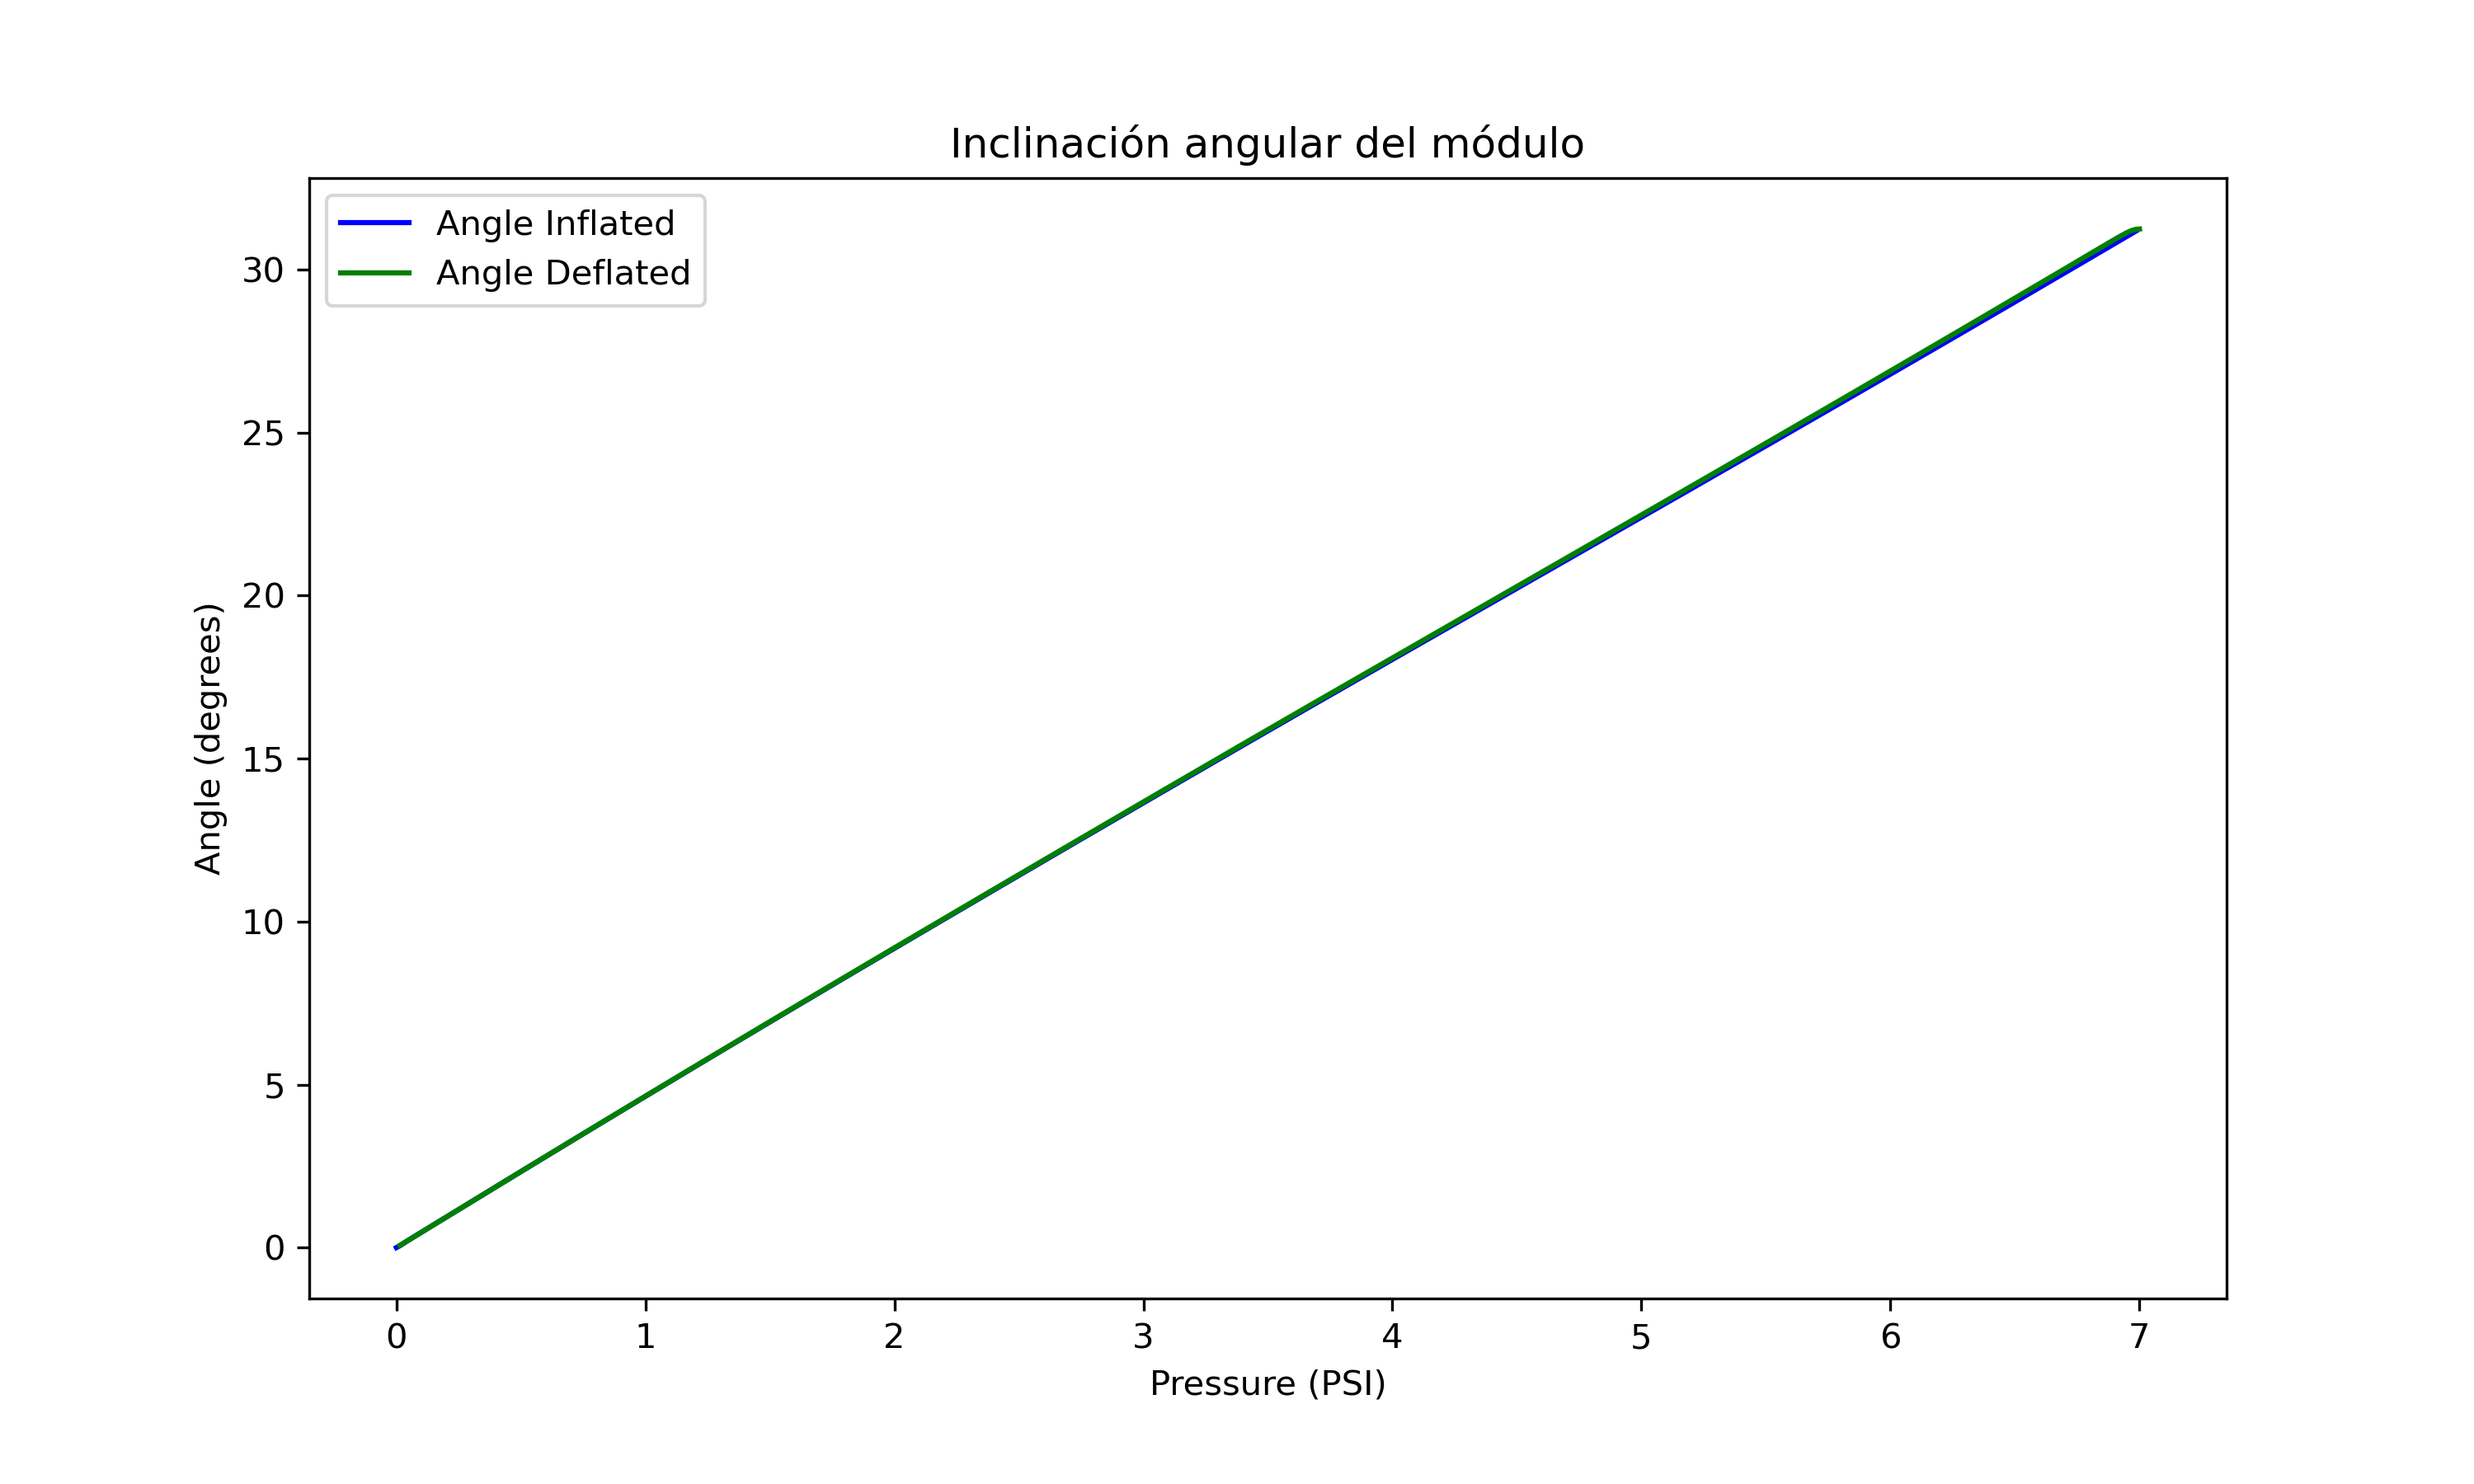 Inclinación angular del módulo
Angle Inflated
Angle Deflated
Angle (degrees)
30
25
20
15
10
5
0
0 1 2 3 4 5 6 7
Pressure (PSI)